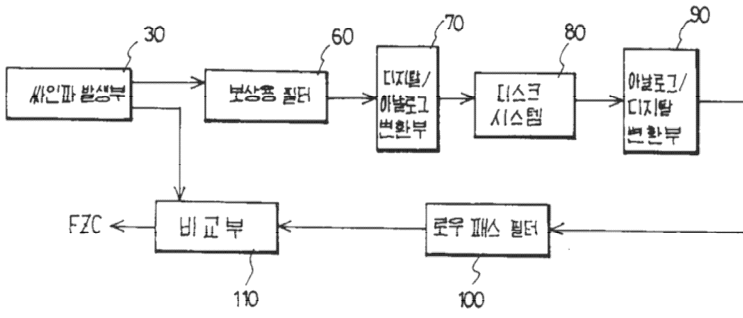 30
싸인파 발생부
60
보상용 필터
70
디지탈/
아날로그
변환부
80
디스크
시스템
90
아날로그/
디지탈
변환부
FZC
비교부
110
로우 패스 필터
100